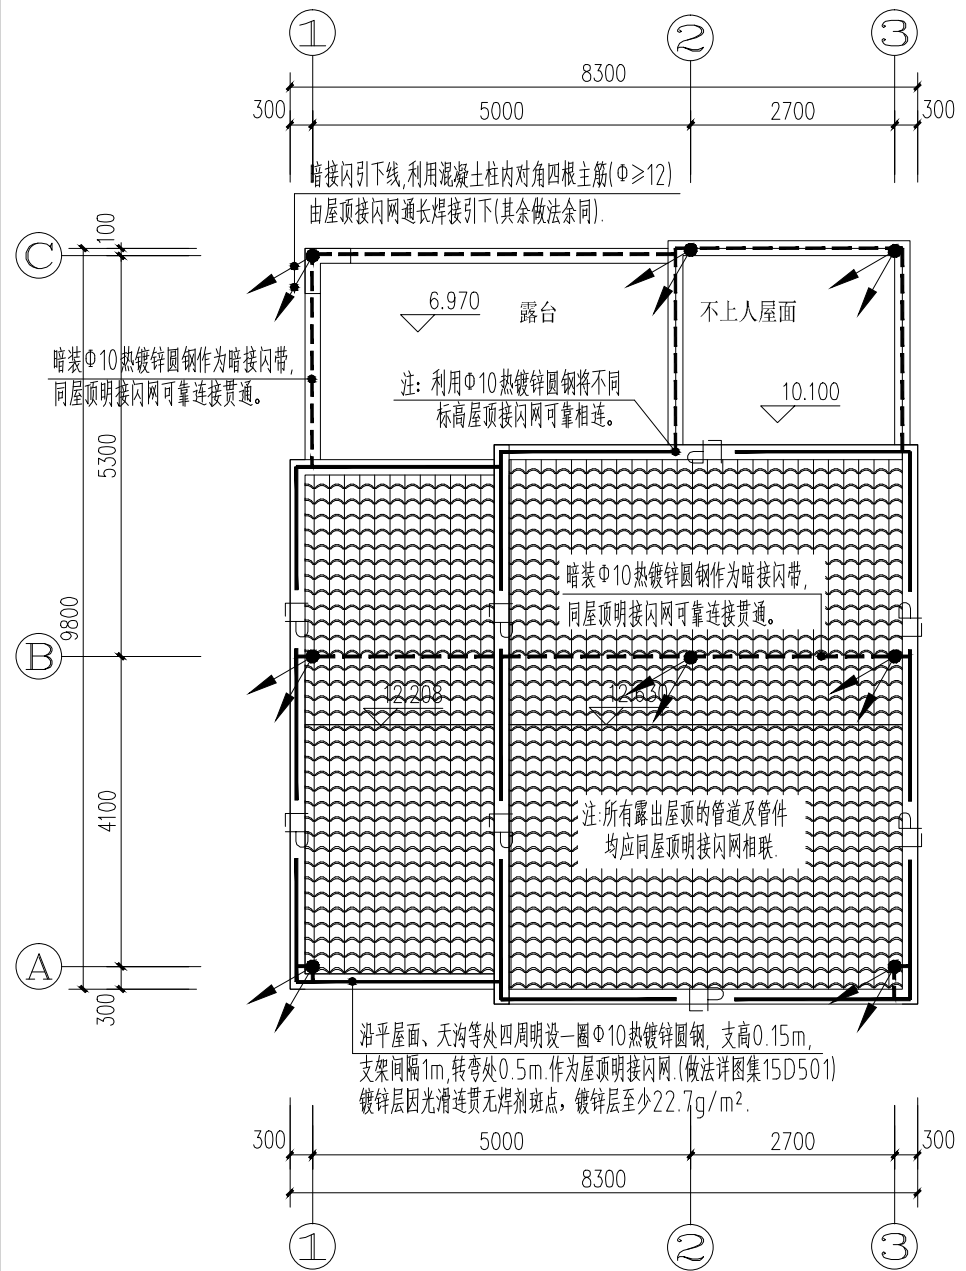 1
2
3
8300
300
5000
2700
300
暗接闪引下线,利用混凝土柱内对角四根主筋(Φ≥12)
由屋顶接闪网通长焊接引下(其余做法余同).
100
C
6.970
露台
不上人屋面
暗装Φ10热镀锌圆钢作为暗接闪带,
同屋顶明接闪网可靠连接贯通。
注: 利用Φ10热镀锌圆钢将不同
标高屋顶接闪网可靠相连。
10.100
5300
LP
暗装Φ10热镀锌圆钢作为暗接闪带,
同屋顶明接闪网可靠连接贯通。
9800
LP
LP
LP
B
12.208
12.630
4100
注:所有露出屋顶的管道及管件
均应同屋顶明接闪网相联.
LP
LP
LP
A
300
LP
沿平屋面、天沟等处四周明设一圈Φ10热镀锌圆钢, 支高0.15m,
支架间隔1m,转弯处0.5m.作为屋顶明接闪网.(做法详图集15D501)
镀锌层因光滑连贯无焊剂斑点, 镀锌层至少22.7g/m².
300
5000
2700
300
8300
1
2
3